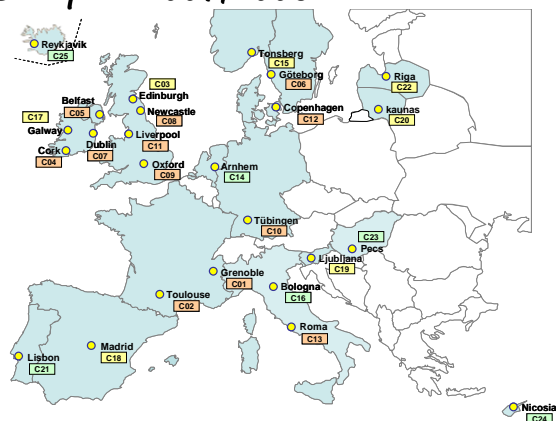 Reykjavik
C25
Tonsberg
C15
Göteborg
C06
Riga
C22
C03
Edinburgh
Belfast
C05
Newcastle
C08
Copenhagen
C12
kaunas
C20
C17
Galway
Liverpool
C11
Dublin
C07
Cork
C04
Oxford
C09
Arnhem
C14
Tübingen
C10
C23
Pecs
Ljubljana
C19
Grenoble
C01
Bologna
C16
Toulouse
C02
Roma
C13
Madrid
C18
Lisbon
C21
Nicosia
C24